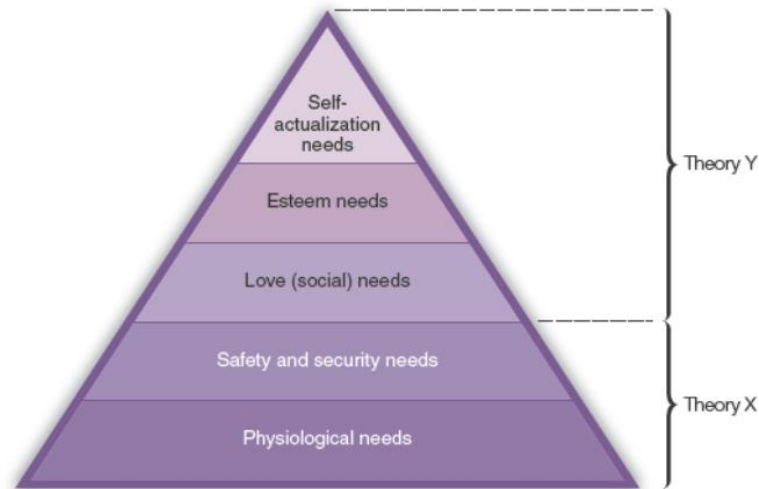 Self-
actualization
needs
Theory Y
Esteem needs
Love (social) needs
Safety and security needs
Theory X
Physiological needs